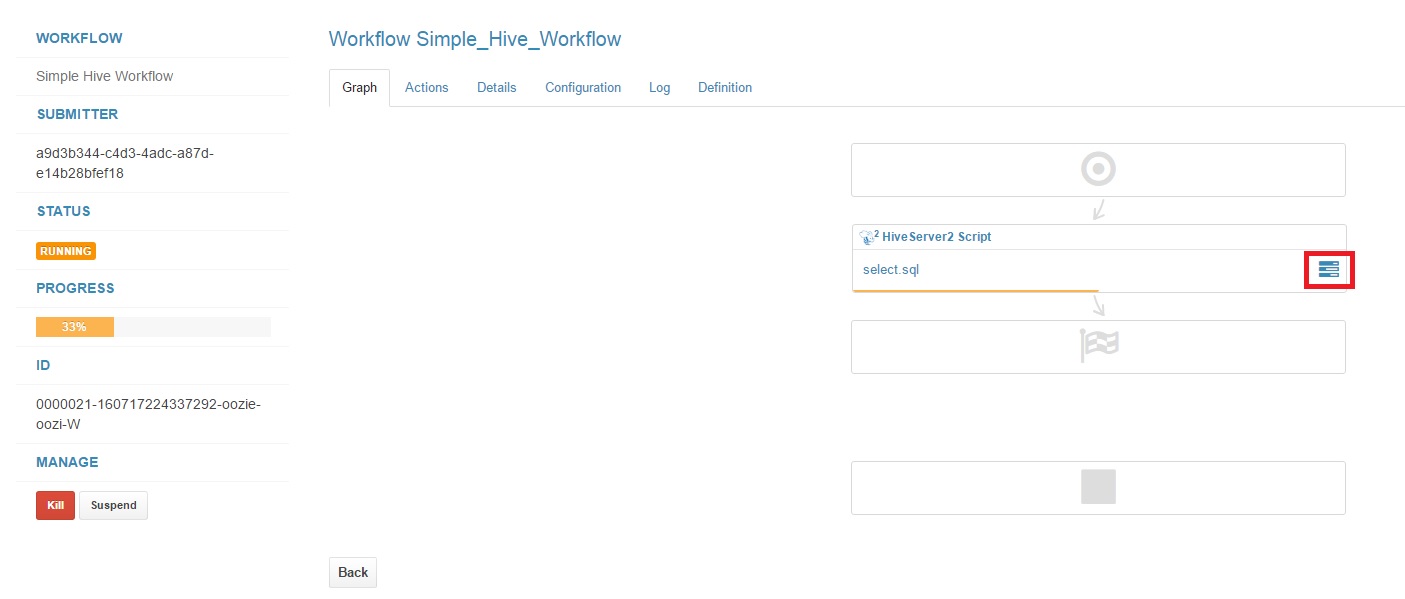 WORKFLOW
Simple Hive Workflow
SUBMITTER
a9d3b344-c4d3-4adc-a87d-
e14b28bfef18
STATUS
RUNNING
PROGRESS
33%
ID
0000021-160717224337292-oozie-
oozi-W
MANAGE
Kill Suspend
Workflow Simple_Hive_Workflow
Graph Actions Details Configuration Log Definition
2 HiveServer2 Script
select.sql
Back